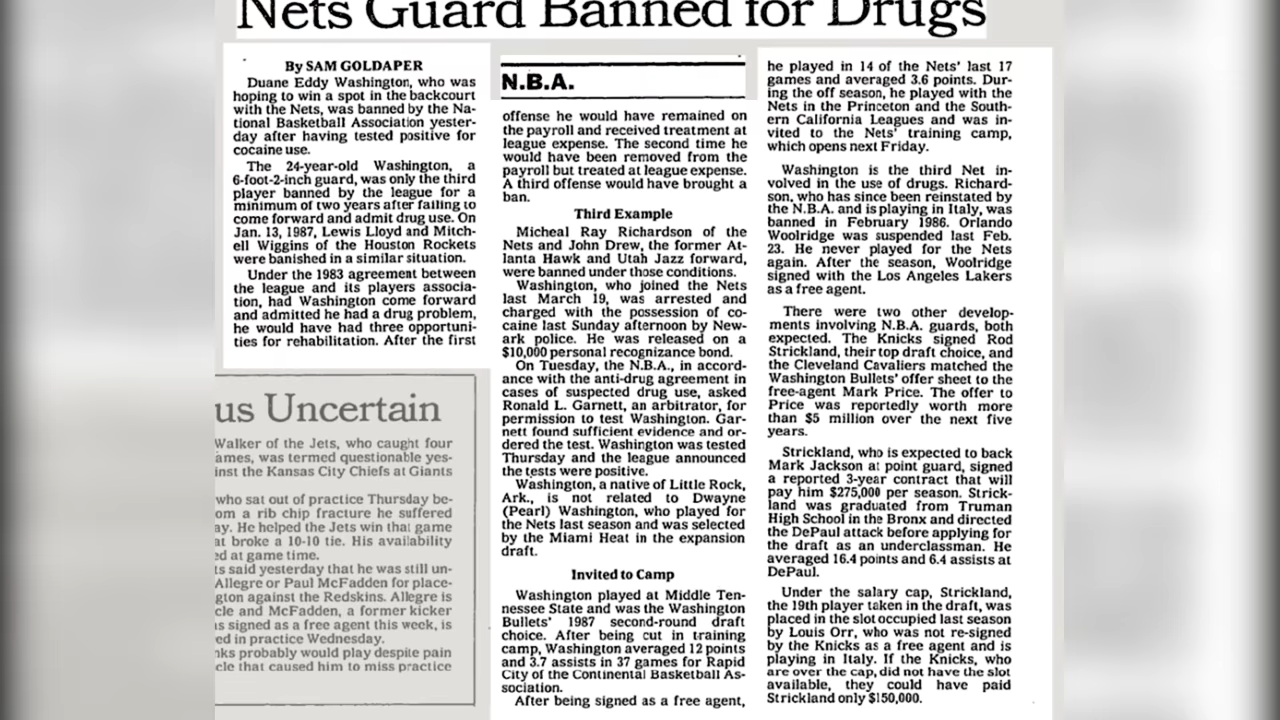 Nets Guard Banned for Drugs
By SAM GOLDAPER
Duane Eddy Washington, who was
hoping to win a spot in the backcourt
with the Nets, was banned by the Na-
tional Basketball Association yester-
day after having tested positive for
cocaine use.
The 24-year-old Washington, a
6-foot-2-inch guard, was only the third
player banned by the league for a
minimum of two years after failing to
come forward and admit drug use. On
Jan. 13, 1987, Lewis Lloyd and Mitch-
ell Wiggins of the Houston Rockets
were banished in a similar situation.
Under the 1983 agreement between
the league and its players associa-
tion, had Washington come forward
and admitted he had a drug problem,
he would have had three opportuni-
ties for rehabilitation. After the first
N.B.A.
offense he would have remained on
the payroll and received treatment at
league expense. The second time he
would have been removed from the
payroll but treated at league expense.
A third offense would have brought a
ban.
Third Example
Micheal Ray Richardson of the
Nets and John Drew, the former At-
lanta Hawk and Utah Jazz forward,
were banned under those conditions.
Washington, who joined the Nets
last March 19, was arrested and
charged with the possession of co-
caine last Sunday afternoon by New-
ark police. He was released on a
$10,000 personal recognizance bond.
On Tuesday, the N.B.A., in accord-
ance with the anti-drug agreement in
cases of suspected drug use, asked
Ronald L. Garnett, an arbitrator, for
permission to test Washington. Gar-
nett found sufficient evidence and or-
dered the test. Washington was tested
Thursday and the league announced
the tests were positive.
Washington, a native of Little Rock,
Ark., is not related to Dwayne
(Pearl) Washington, who played for
the Nets last season and was selected
by the Miami Heat in the expansion
draft.
Invited to Camp
Washington played at Middle Ten-
nessee State and was the Washington
Bullets' 1987 second-round draft
choice. After being cut in training
camp, Washington averaged 12 points
and 3.7 assists in 37 games for Rapid
City of the Continental Basketball As-
sociation.
After being signed as a free agent,
he played in 14 of the Nets' last 17
games and averaged 3.6 points. Dur-
ing the off season, he played with the
Nets in the Princeton and the South-
ern California Leagues and was in-
vited to the Nets' training camp,
which opens next Friday.
Washington is the third Net in-
volved in the use of drugs. Richard-
son, who has since been reinstated by
the N.B.A. and is playing in Italy, was
banned in February 1986. Orlando
Woolridge was suspended last Feb.
23. He never played for the Nets
again. After the season, Woolridge
signed with the Los Angeles Lakers
as a free agent.
There were two other develop-
ments involving N.B.A. guards, both
expected. The Knicks signed Rod
Strickland, their top draft choice, and
the Cleveland Cavaliers matched the
Washington Bullets' offer sheet to the
free-agent Mark Price. The offer to
Price was reportedly worth more
than $5 million over the next five
years.
Strickland, who is expected to back
Mark Jackson at point guard, signed
a reported 3-year contract that will
pay him $275,000 per season. Strick-
land was graduated from Truman
High School in the Bronx and directed
the DePaul attack before applying for
the draft as an underclassman. He
averaged 16.4 points and 6.4 assists at
DePaul.
Under the salary cap, Strickland,
the 19th player taken in the draft, was
placed in the slot occupied last season
by Louis Orr, who was not re-signed
by the Knicks as a free agent and is
playing in Italy. If the Knicks, who
are over the cap, did not have the slot
available, they could have paid
Strickland only $150,000.
us Uncertain
Walker of the Jets, who caught four
ames, was termed questionable yes-
inst the Kansas City Chiefs at Giants
who sat out of practice Thursday be-
om a rib chip fracture he suffered
ay. He helped the Jets win that game
at broke a 10-10 tie. His availability
ed at game time.
ts said yesterday that he was still un-
Allegre or Paul McFadden for place-
gton against the Redskins. Allegre is
cle and McFadden, a former kicker
s signed as a free agent this week, is
ed in practice Wednesday.
nks probably would play despite pain
cle that caused him to miss practice